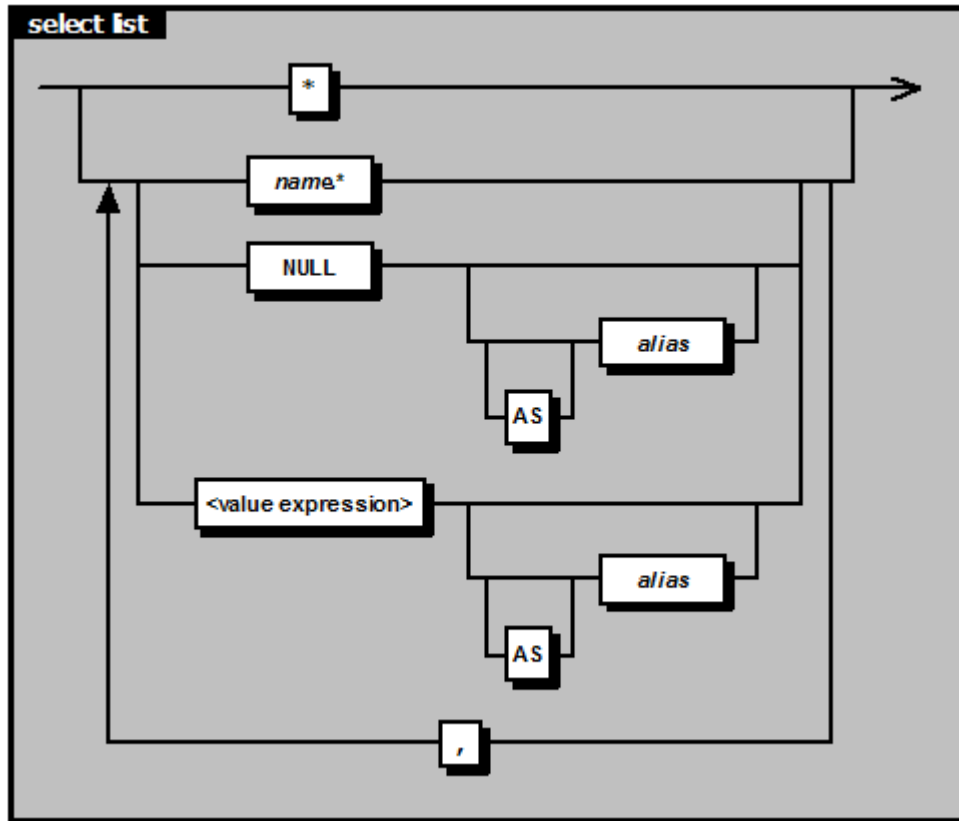 select list
*
name.*
NULL
alias
AS
<value expression>
alias
AS
,